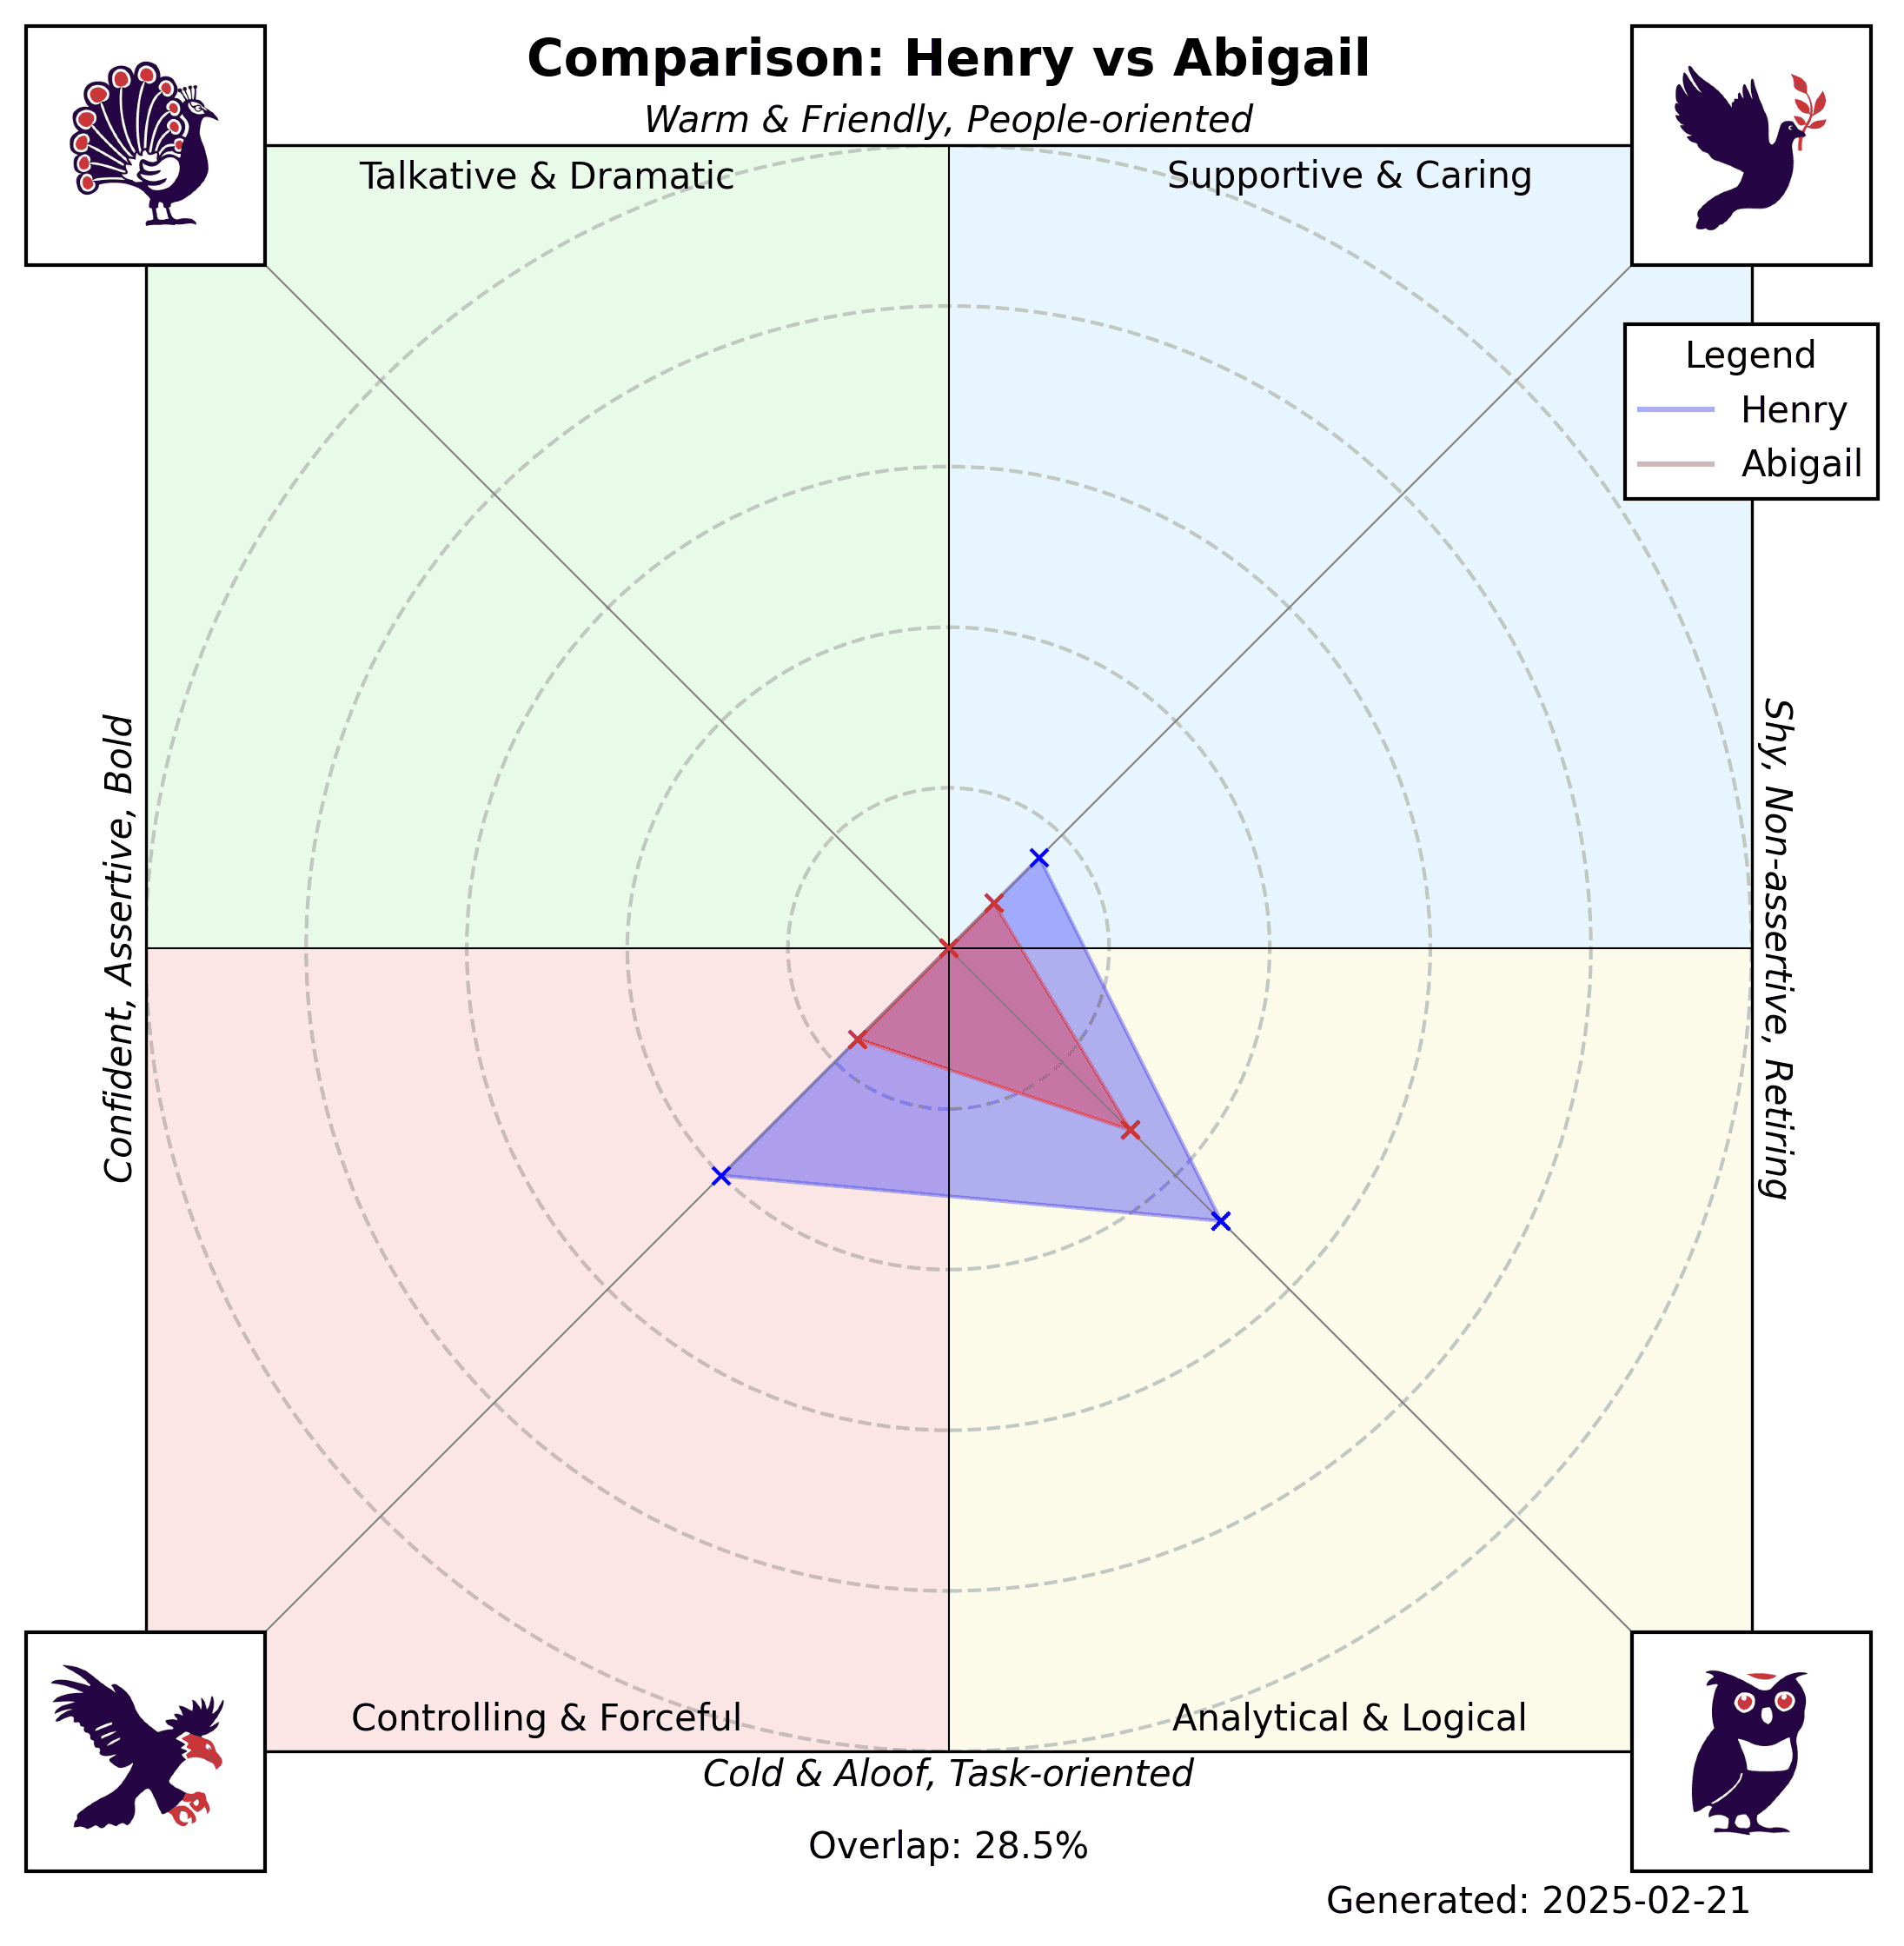 Comparison: Henry vs Abigail
Warm & Friendly, People-oriented
Talkative & Dramatic
Supportive & Caring
Legend
Henry
Abigail
Confident, Assertive, Bold
Shy, Non-assertive, Retiring
Controlling & Forceful
Analytical & Logical
Cold & Aloof, Task-oriented
Overlap: 28.5%
Generated: 2025-02-21